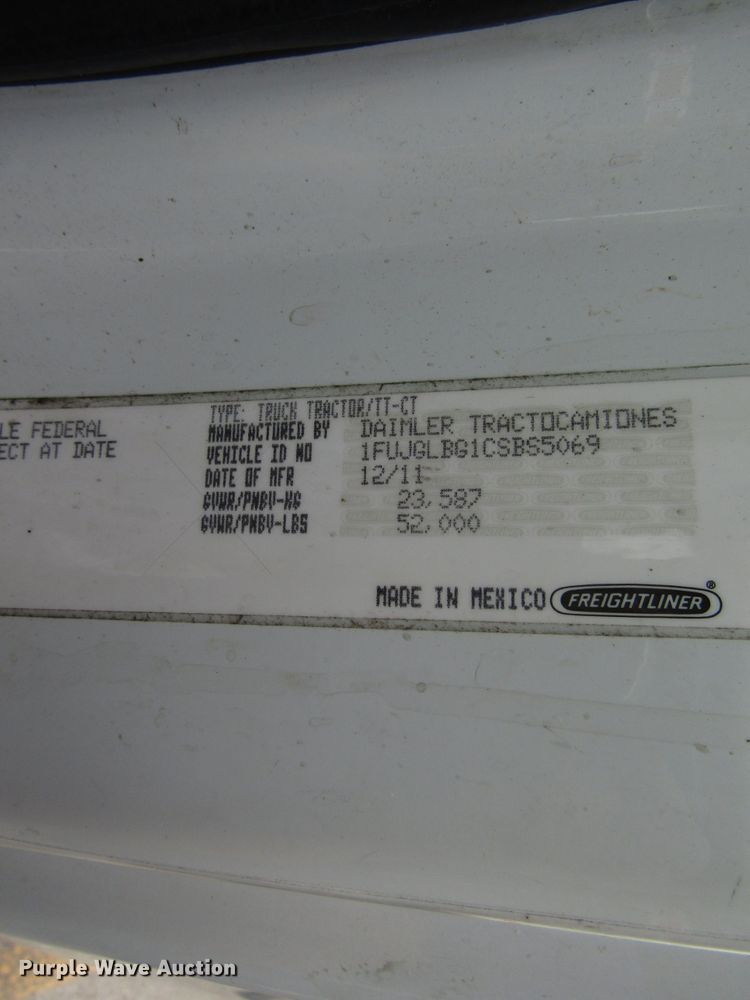 LE FEDERAL
ECT AT DATE
TYPE: TRUCK TRACTOR/TT-CT
MANUFACTURED BY DAIMLER TRACTOCAMIONES
VEHICLE ID NO 1FUJGLBG1CSBS5069
DATE OF MFR 12/11
GVWR/PNBV-KG 23,587
GVWR/PNBV-LBS 52,000
MADE IN MEXICO FREIGHTLINER®
Purple Wave Auction